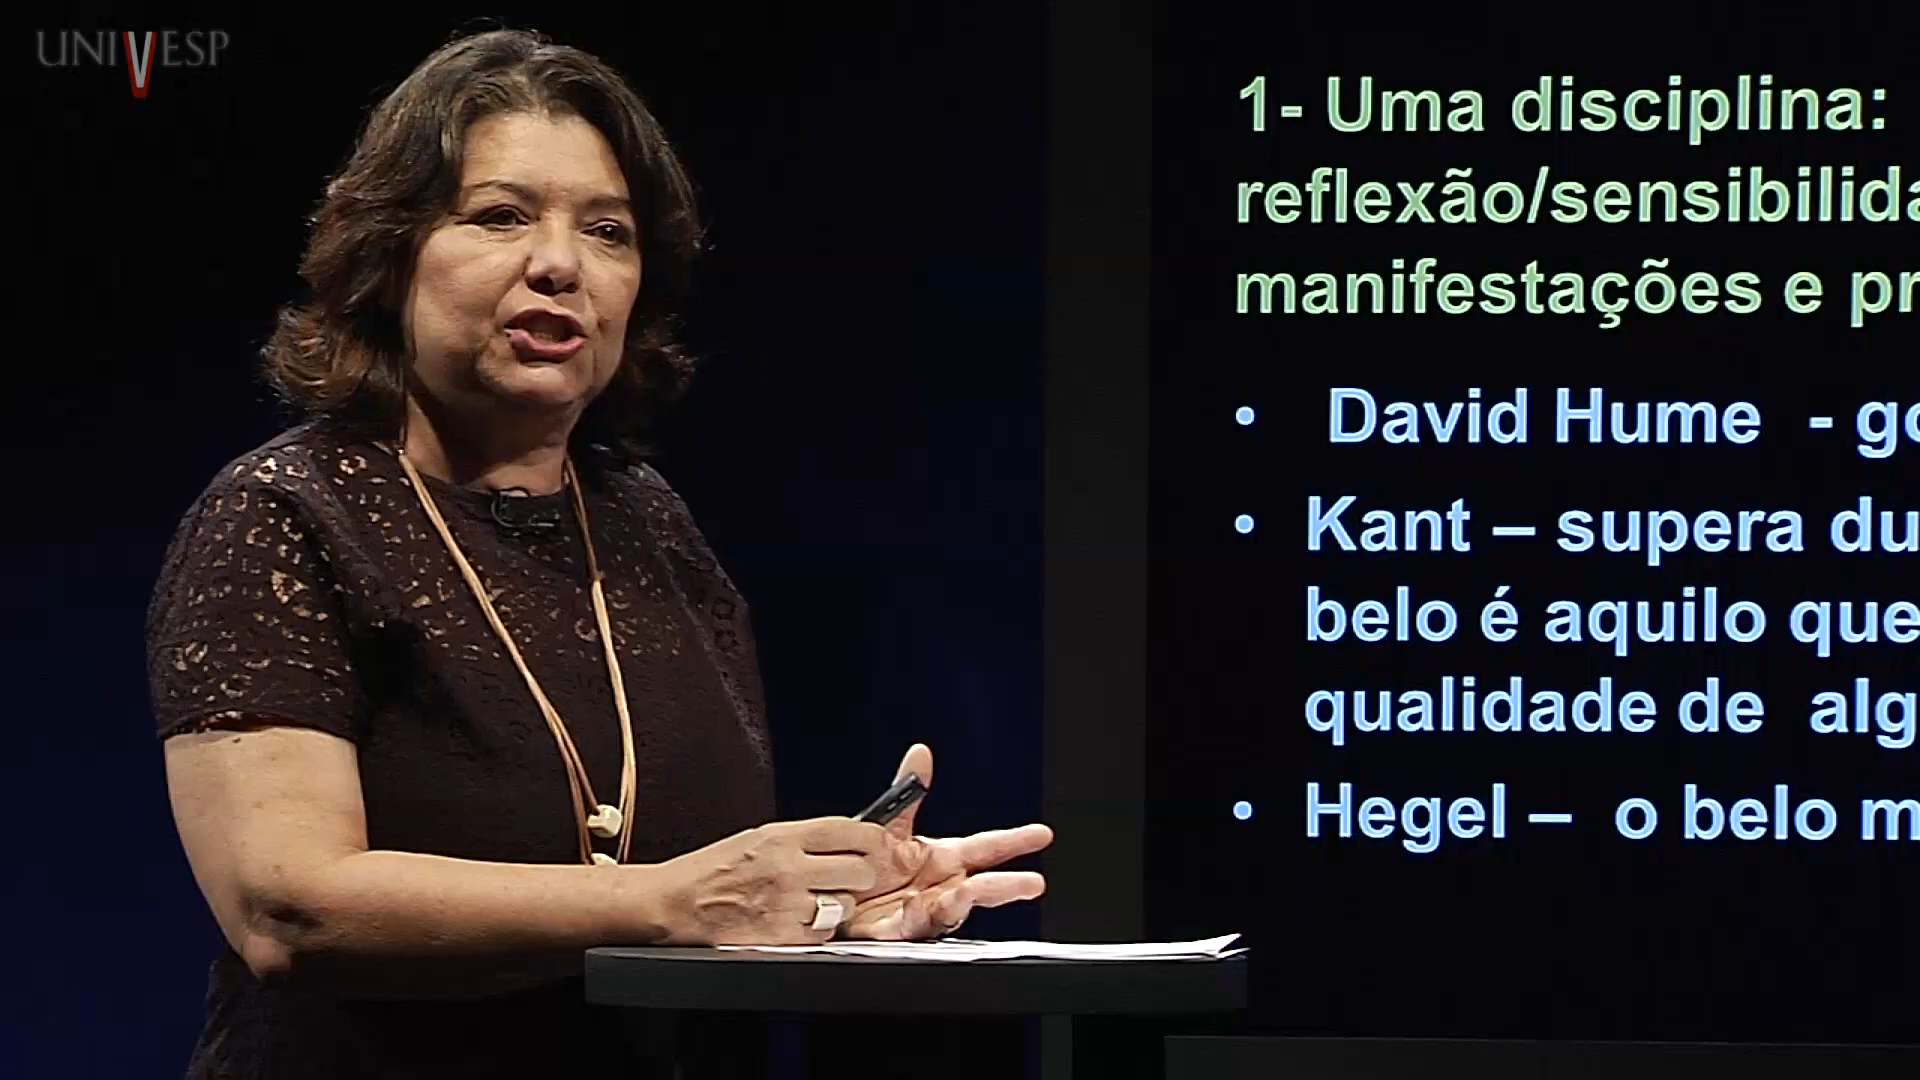 UNIVESP
1- Uma disciplina:
reflexão/sensibilida
manifestações e pr
• David Hume - go
• Kant – supera du
belo é aquilo que
qualidade de alg
• Hegel – o belo m